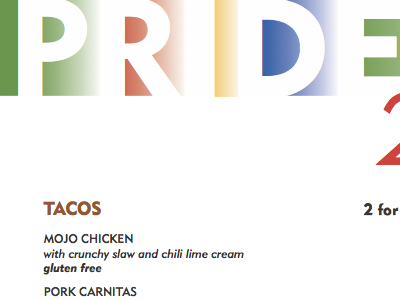 PRIDE
2
TACOS
2 for
MOJO CHICKEN
with crunchy slaw and chili lime cream
gluten free
PORK CARNITAS